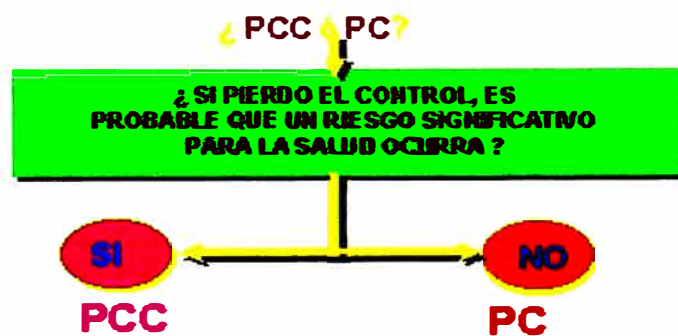 ¿ PCC ó PC?
¿ SI PIERDO EL CONTROL, ES
PROBABLE QUE UN RIESGO SIGNIFICATIVO
PARA LA SALUD OCURRA ?
SI
NO
PCC
PC